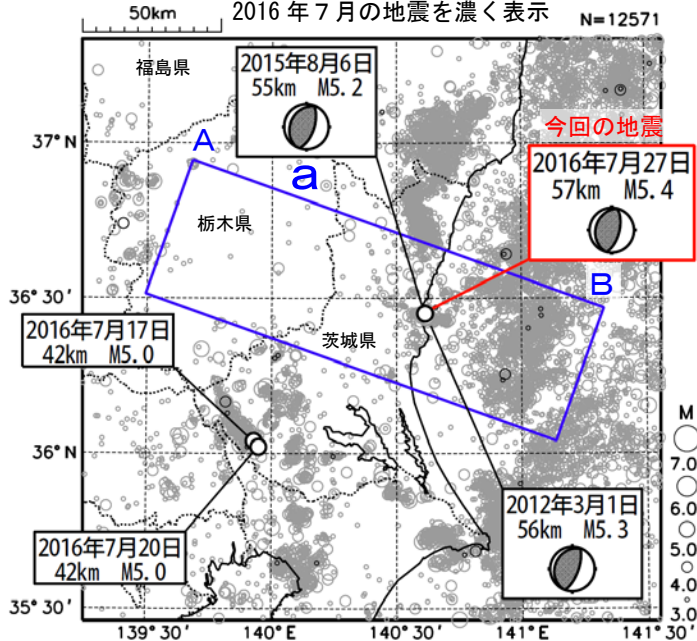 2016年7月の地震を濃く表示
50km
N=12571
福島県
2015年8月6日
55km M5.2
37°N
今回の地震
A
a
2016年7月27日
57km M5.4
栃木県
B
36°30′
2016年7月17日
42km M5.0
茨城県
M
36°N
7.0
6.0
2012年3月1日
56km M5.3
2016年7月20日
42km M5.0
5.0
4.0
35°30′
3.0
139°30′
140°E
140°30′
141°E
141°30′